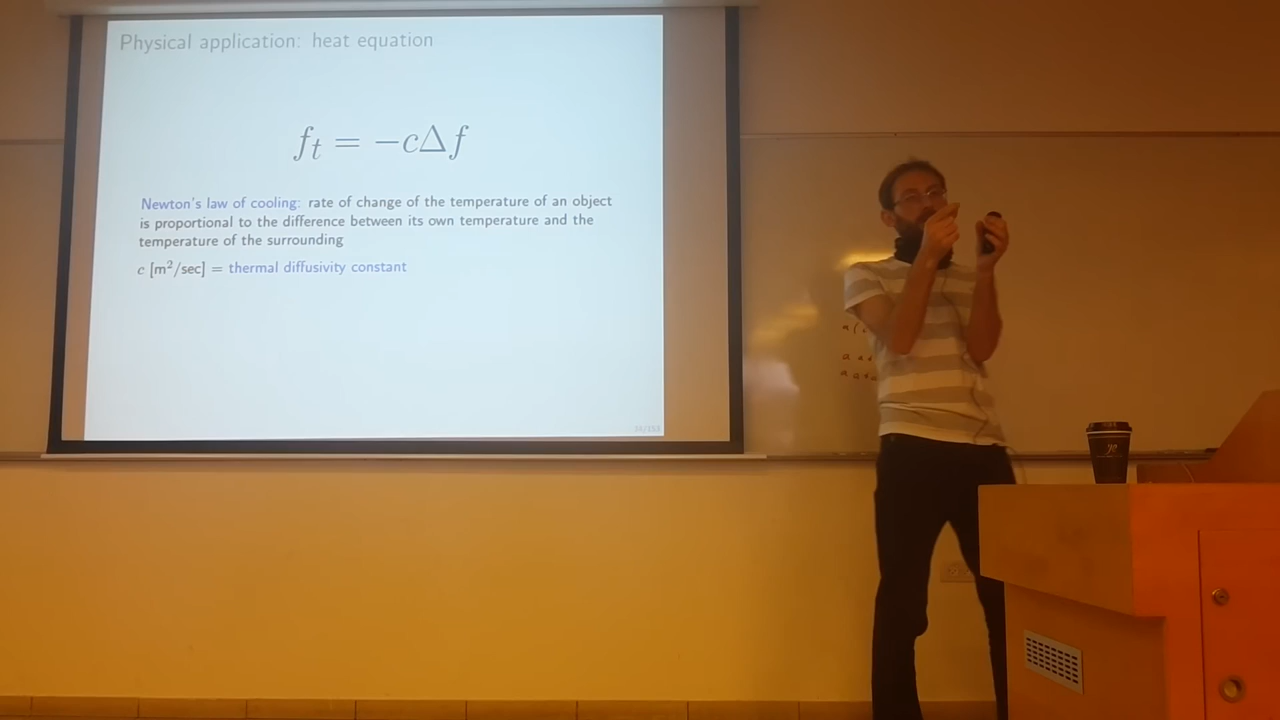 Physical application: heat equation
f_t = −cΔf
Newton's law of cooling: rate of change of the temperature of an object
is proportional to the difference between its own temperature and the
temperature of the surrounding
c [m²/sec] = thermal diffusivity constant